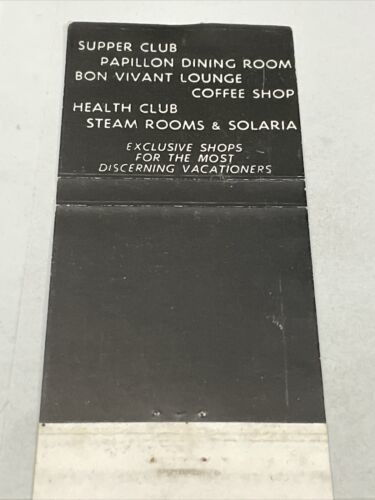 SUPPER CLUB
PAPILLON DINING ROOM
BON VIVANT LOUNGE
COFFEE SHOP
HEALTH CLUB
STEAM ROOMS & SOLARIA
EXCLUSIVE SHOPS
FOR THE MOST
DISCERNING VACATIONERS